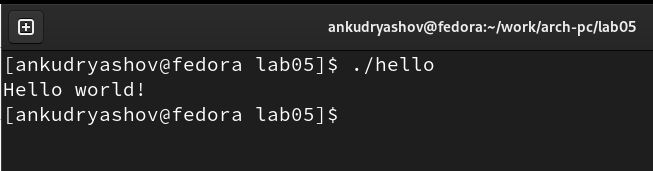 ankudryashov@fedora:~/work/arch-pc/lab05
[ankudryashov@fedora lab05]$ ./hello
Hello world!
[ankudryashov@fedora lab05]$